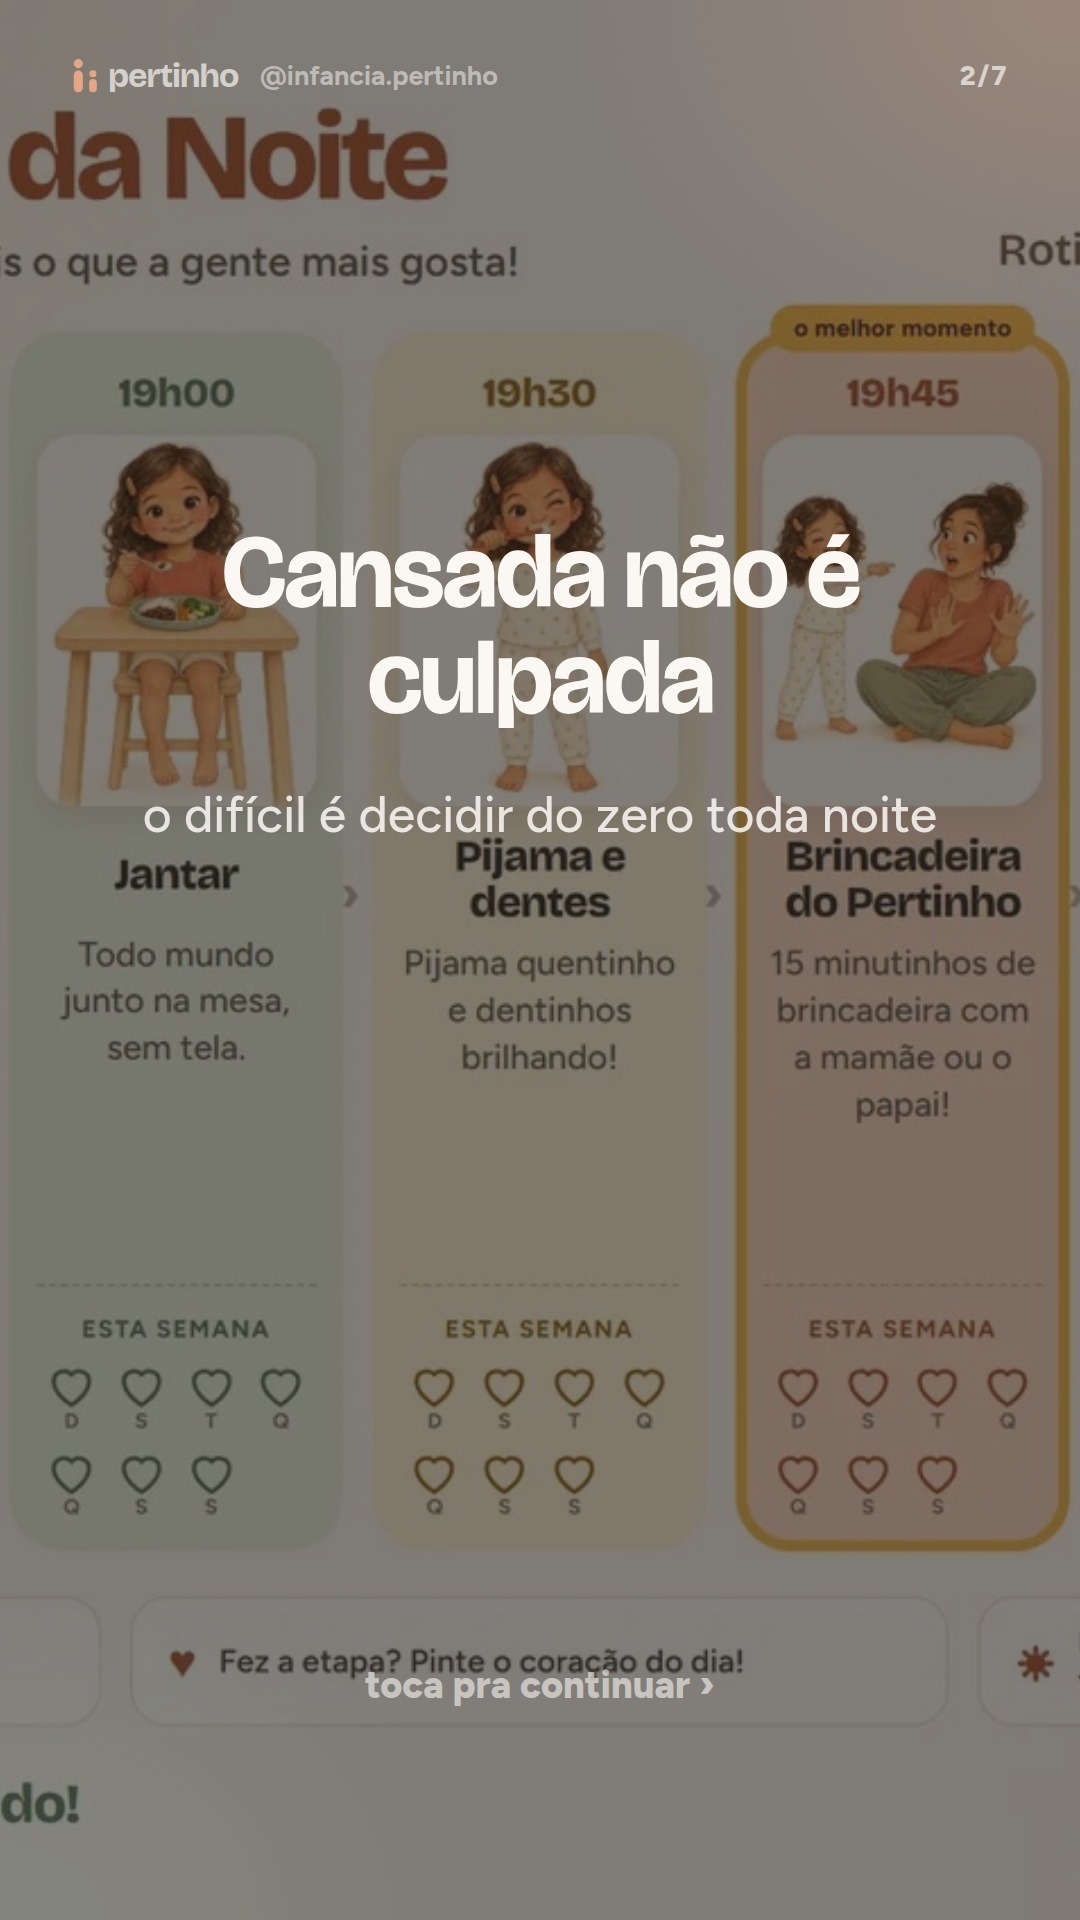 pertinho @infancia.pertinho
2/7
da Noite
is o que a gente mais gosta!
Roti
o melhor momento
19h00
19h30
19h45
Cansada não é
culpada
o difícil é decidir do zero toda noite
Jantar
Todo mundo
junto na mesa,
sem tela.
›
Pijama e
dentes
Pijama quentinho
e dentinhos
brilhando!
›
Brincadeira
do Pertinho
15 minutinhos de
brincadeira com
a mamãe ou o
papai!
›
ESTA SEMANA
D S T Q
Q S S
ESTA SEMANA
D S T Q
Q S S
ESTA SEMANA
D S T Q
Q S S
Fez a etapa? Pinte o coração do dia!
toca pra continuar ›
do!